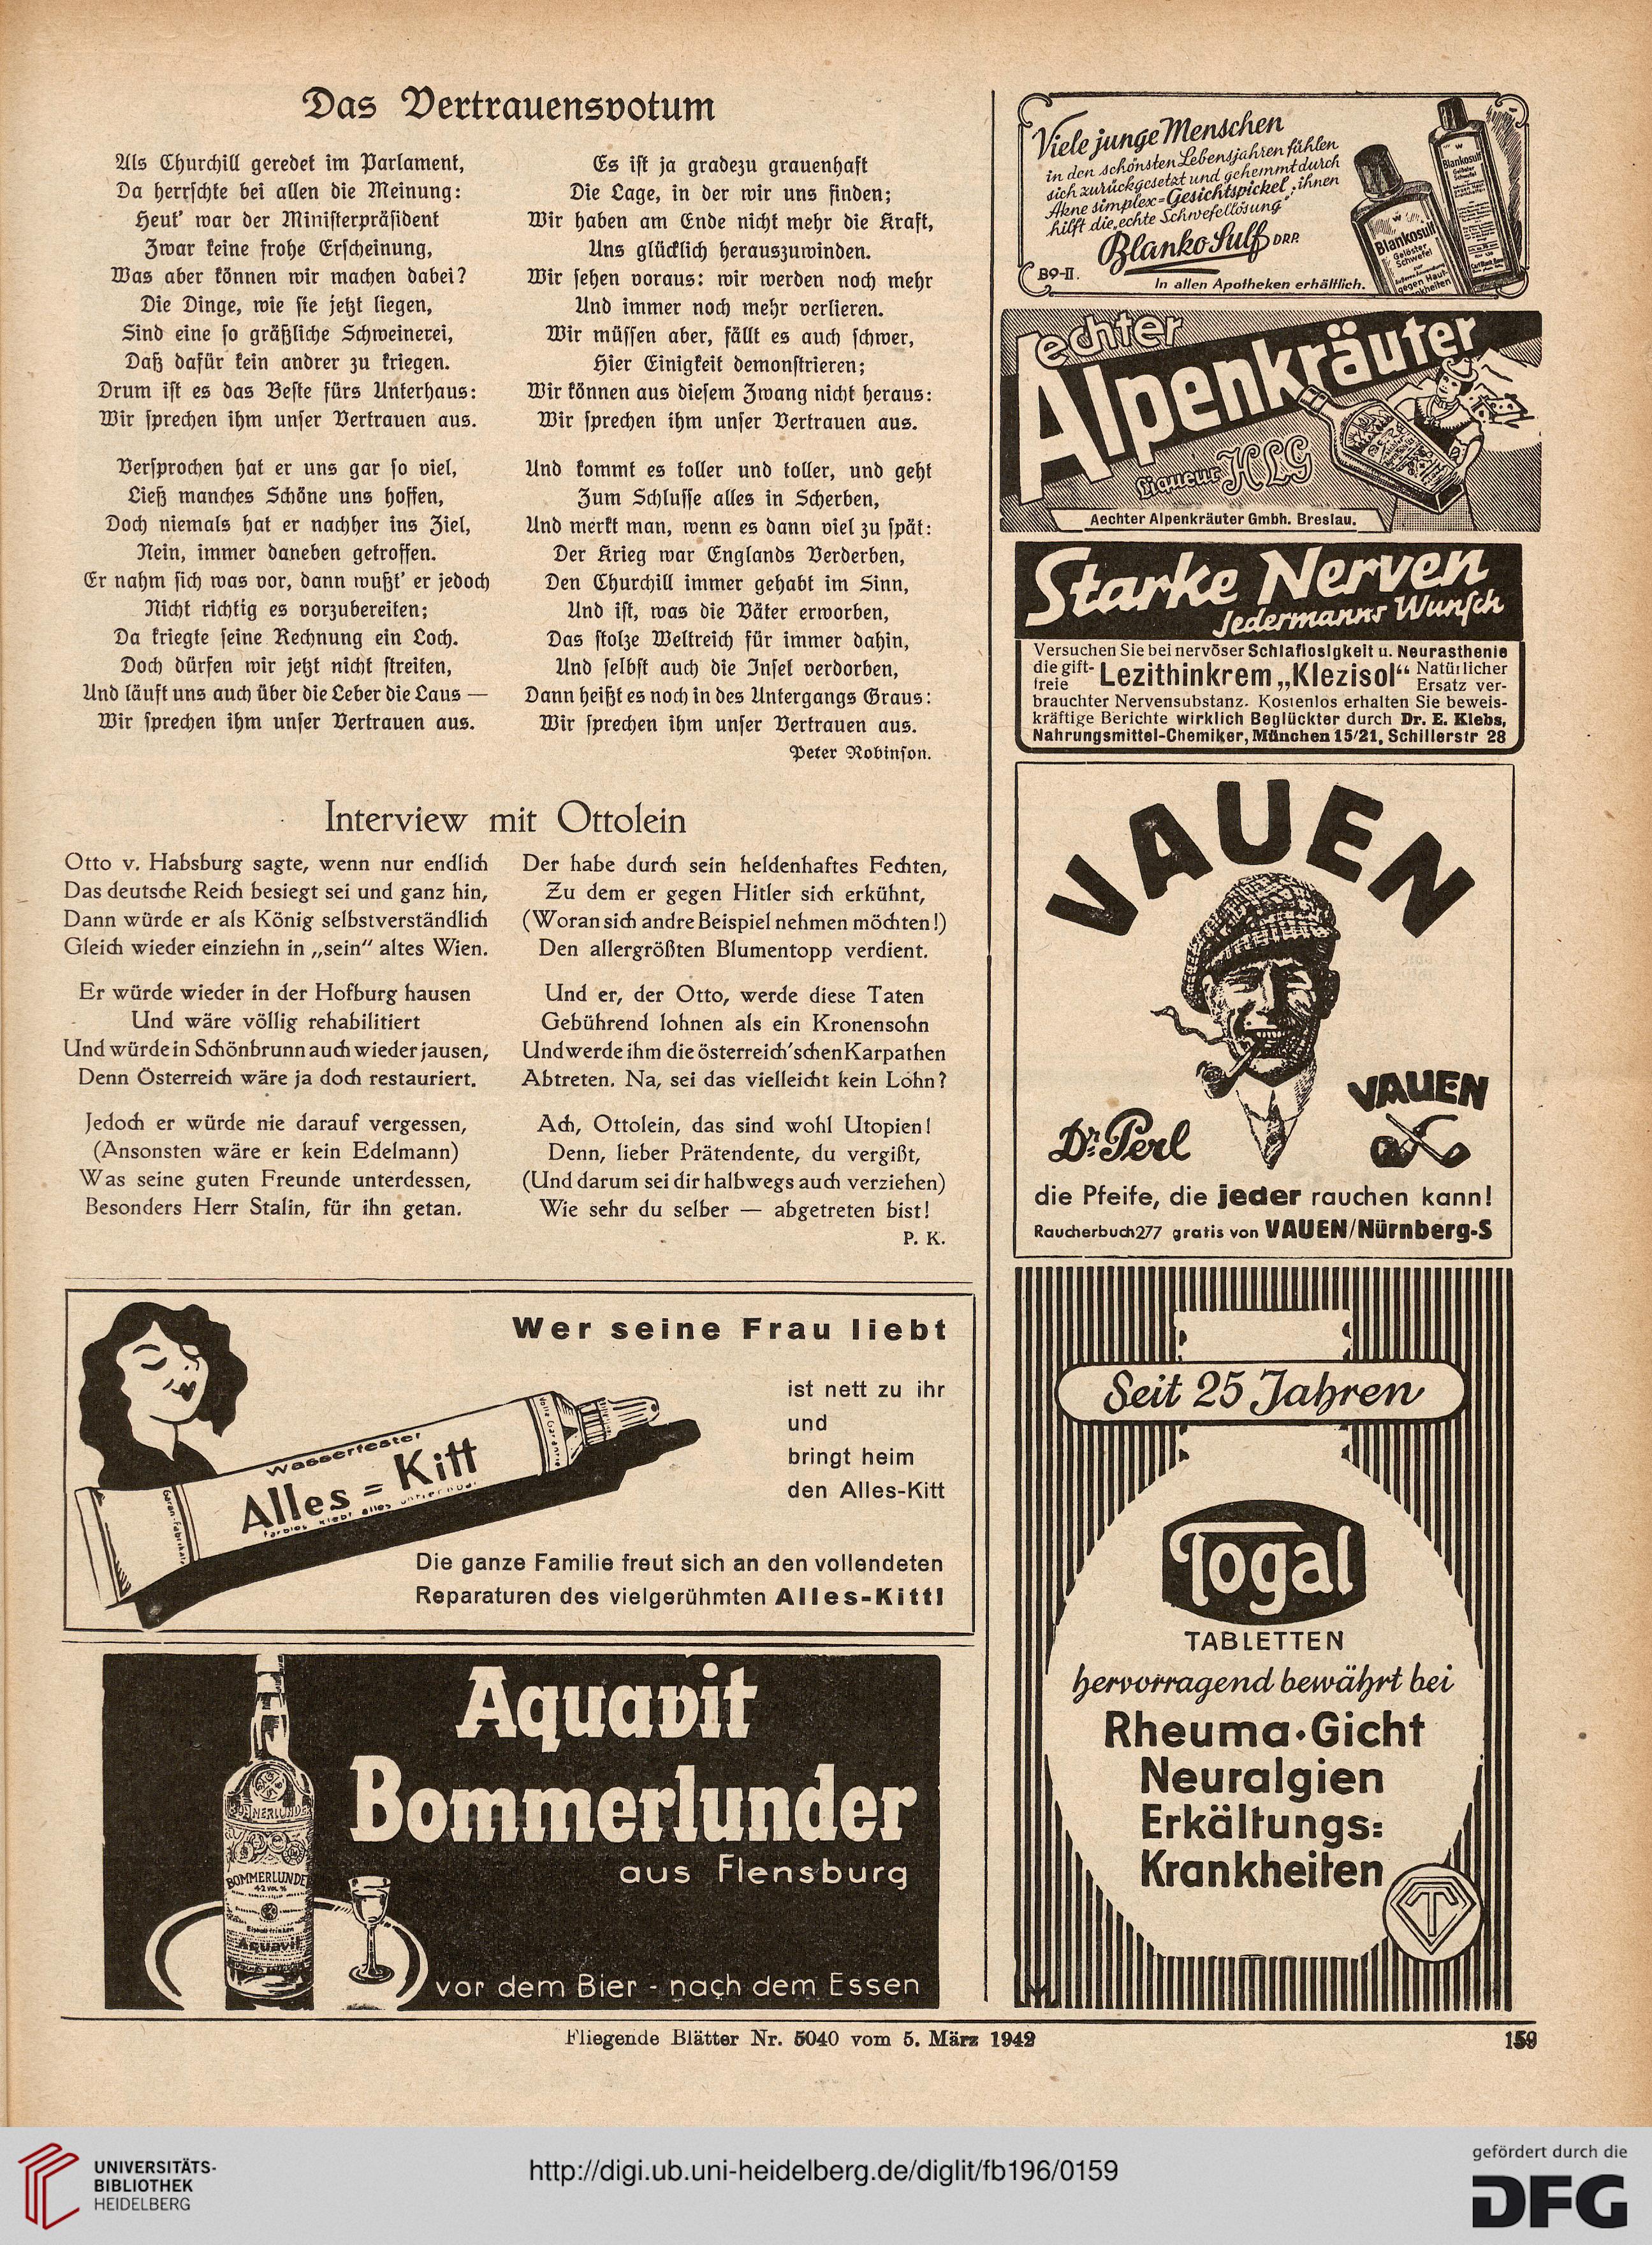 Das Vertrauensvotum
Als Churchill geredet im Parlament,
Da herrschte bei allen die Meinung:
Heut' war der Ministerpräsident
Zwar keine frohe Erscheinung,
Was aber können wir machen dabei?
Die Dinge, wie sie jetzt liegen,
Sind eine so gräßliche Schweinerei,
Daß dafür kein andrer zu kriegen.
Drum ist es das Beste fürs Unterhaus:
Wir sprechen ihm unser Vertrauen aus.
Versprochen hat er uns gar so viel,
Ließ manches Schöne uns hoffen,
Doch niemals hat er nachher ins Ziel,
Nein, immer daneben getroffen.
Er nahm sich was vor, dann wußt' er jedoch
Nicht richtig es vorzubereiten;
Da kriegte seine Rechnung ein Loch.
Doch dürfen wir jetzt nicht streiten,
Und läuft uns auch über die Leber die Laus —
Wir sprechen ihm unser Vertrauen aus.
Es ist ja gradezu grauenhaft
Die Lage, in der wir uns finden;
Wir haben am Ende nicht mehr die Kraft,
Uns glücklich herauszuwinden.
Wir sehen voraus: wir werden noch mehr
Und immer noch mehr verlieren.
Wir müssen aber, fällt es auch schwer,
Hier Einigkeit demonstrieren;
Wir können aus diesem Zwang nicht heraus:
Wir sprechen ihm unser Vertrauen aus.
Und kommt es toller und toller, und geht
Zum Schlusse alles in Scherben,
Und merkt man, wenn es dann viel zu spät:
Der Krieg war Englands Verderben,
Den Churchill immer gehabt im Sinn,
Und ist, was die Väter erworben,
Das stolze Weltreich für immer dahin,
Und selbst auch die Insel verdorben,
Dann heißt es noch in des Untergangs Graus:
Wir sprechen ihm unser Vertrauen aus.
Peter Robinson.
Interview mit Ottolein
Otto v. Habsburg sagte, wenn nur endlich
Das deutsche Reich besiegt sei und ganz hin,
Dann würde er als König selbstverständlich
Gleich wieder einziehn in „sein" altes Wien.
Er würde wieder in der Hofburg hausen
Und wäre völlig rehabilitiert
Und würde in Schönbrunn auch wieder jausen,
Denn Österreich wäre ja doch restauriert.
Jedoch er würde nie darauf vergessen,
(Ansonsten wäre er kein Edelmann)
Was seine guten Freunde unterdessen,
Besonders Herr Stalin, für ihn getan.
Der habe durch sein heldenhaftes Fechten,
Zu dem er gegen Hitler sich erkühnt,
(Woran sich andre Beispiel nehmen möchten!)
Den allergrößten Blumentopp verdient.
Und er, der Otto, werde diese Taten
Gebührend lohnen als ein Kronensohn
Und werde ihm die österreich'schen Karpathen
Abtreten. Na, sei das vielleicht kein Lohn?
Ach, Ottolein, das sind wohl Utopien!
Denn, lieber Prätendente, du vergißt,
(Und darum sei dir halbwegs auch verziehen)
Wie sehr du selber — abgetreten bist!
P. K.
Wer seine Frau liebt
ist nett zu ihr
und
bringt heim
den Alles-Kitt
Wasserfester
Alles=Kitt
farblos klebt alles
Die ganze Familie freut sich an den vollendeten
Reparaturen des vielgerühmten Alles-Kitt!
Aquavit
Bommerlunder
aus Flensburg
BOMMERLUNDER
42 VOL %
Aquavit
vor dem Bier - nach dem Essen
Viele junge Menschen
in den schönsten Lebensjahren fühlen
sich zurückgesetzt und gehemmt durch
Akne simplex=Gesichtspickel; ihnen
hilft die „echte Schwefellösung"
Blanko Sulf DRP.
B9-II.
In allen Apotheken erhältlich.
Blankosulf
Gelöster
Schwefel
gegen Haut-
krankheiten
Blankosulf
Gelöster
Schwefel
echter
Alpenkräuter
Liqueur HLG
Aechter Alpenkräuter Gmbh. Breslau.
Starke Nerven
Jedermanns Wunsch
Versuchen Sie bei nervöser Schlaflosigkeit u. Neurasthenie
die gift-freie Lezithinkrem „Klezisol" Natürlicher Ersatz ver-
brauchter Nervensubstanz. Kostenlos erhalten Sie beweis-
kräftige Berichte wirklich Beglückter durch Dr. E. Klebs,
Nahrungsmittel-Chemiker, München 15/21, Schillerstr 28
VAUEN
Dr. Perl
VAUEN
die Pfeife, die jeder rauchen kann!
Raucherbuch 277 gratis von VAUEN/Nürnberg-S
Seit 25 Jahren
Togal
TABLETTEN
hervorragend bewährt bei
Rheuma·Gicht
Neuralgien
Erkältungs=
Krankheiten
T
Fliegende Blätter Nr. 5040 vom 5. März 1942
159
UNIVERSITÄTS-
BIBLIOTHEK
HEIDELBERG
http://digi.ub.uni-heidelberg.de/diglit/fb196/0159
gefördert durch die
DFG